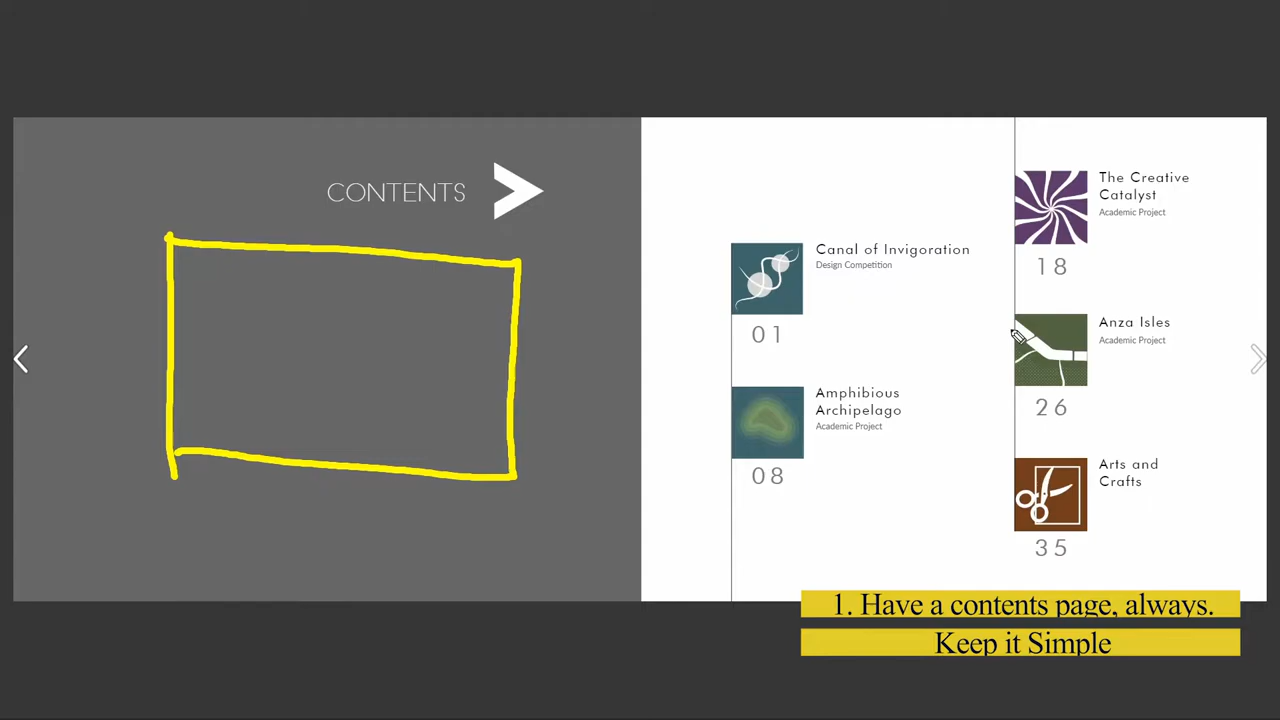 CONTENTS
Canal of Invigoration
Design Competition
01
Amphibious
Archipelago
Academic Project
08
The Creative
Catalyst
Academic Project
18
Anza Isles
Academic Project
26
Arts and
Crafts
35
1. Have a contents page, always.
Keep it Simple